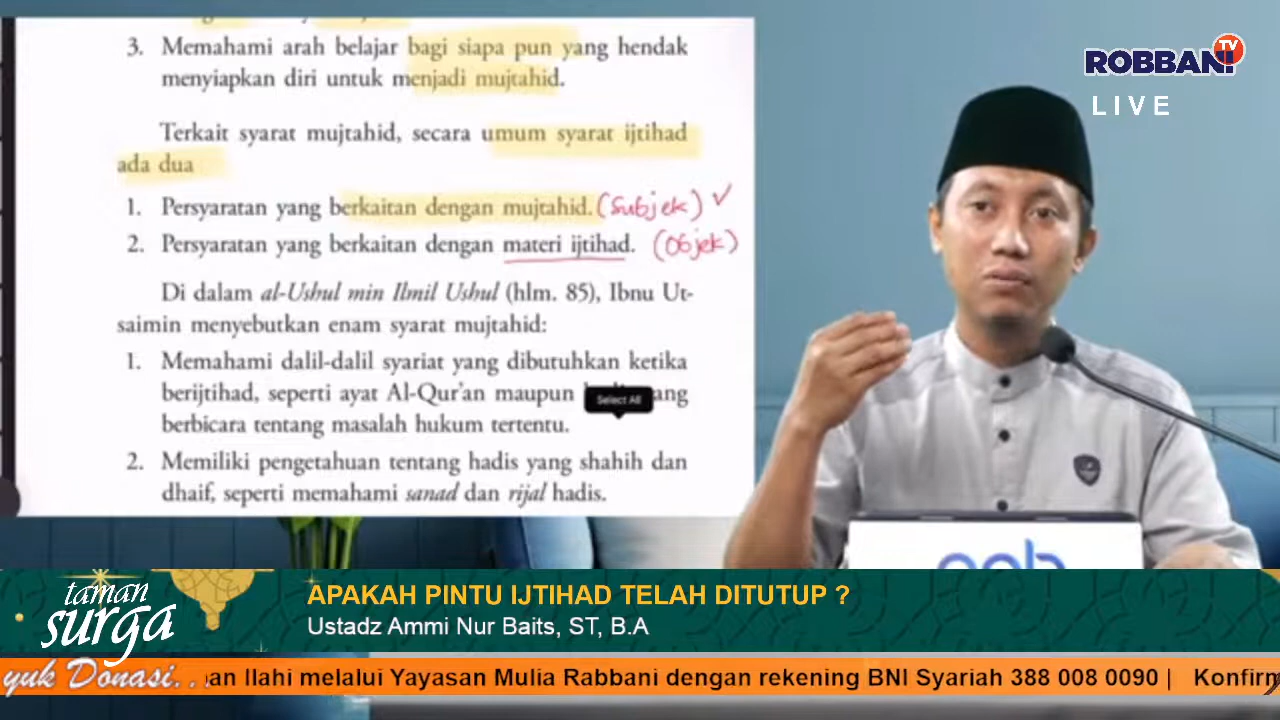 3. Memahami arah belajar bagi siapa pun yang hendak
menyiapkan diri untuk menjadi mujtahid.
Terkait syarat mujtahid, secara umum syarat ijtihad
ada dua
1. Persyaratan yang berkaitan dengan mujtahid. (Subjek) ✓
2. Persyaratan yang berkaitan dengan materi ijtihad. (Objek)
Di dalam al-Ushul min Ilmil Ushul (hlm. 85), Ibnu Ut-
saimin menyebutkan enam syarat mujtahid:
1. Memahami dalil-dalil syariat yang dibutuhkan ketika
berijtihad, seperti ayat Al-Qur'an maupun
Select All
berbicara tentang masalah hukum tertentu.
2. Memiliki pengetahuan tentang hadis yang shahih dan
dhaif, seperti memahami sanad dan rijal hadis.
ROBBANI TV
LIVE
taman
surga
APAKAH PINTU IJTIHAD TELAH DITUTUP ?
Ustadz Ammi Nur Baits, ST, B.A
yuk Donasi. . .
Ilahi melalui Yayasan Mulia Rabbani dengan rekening BNI Syariah 388 008 0090 |